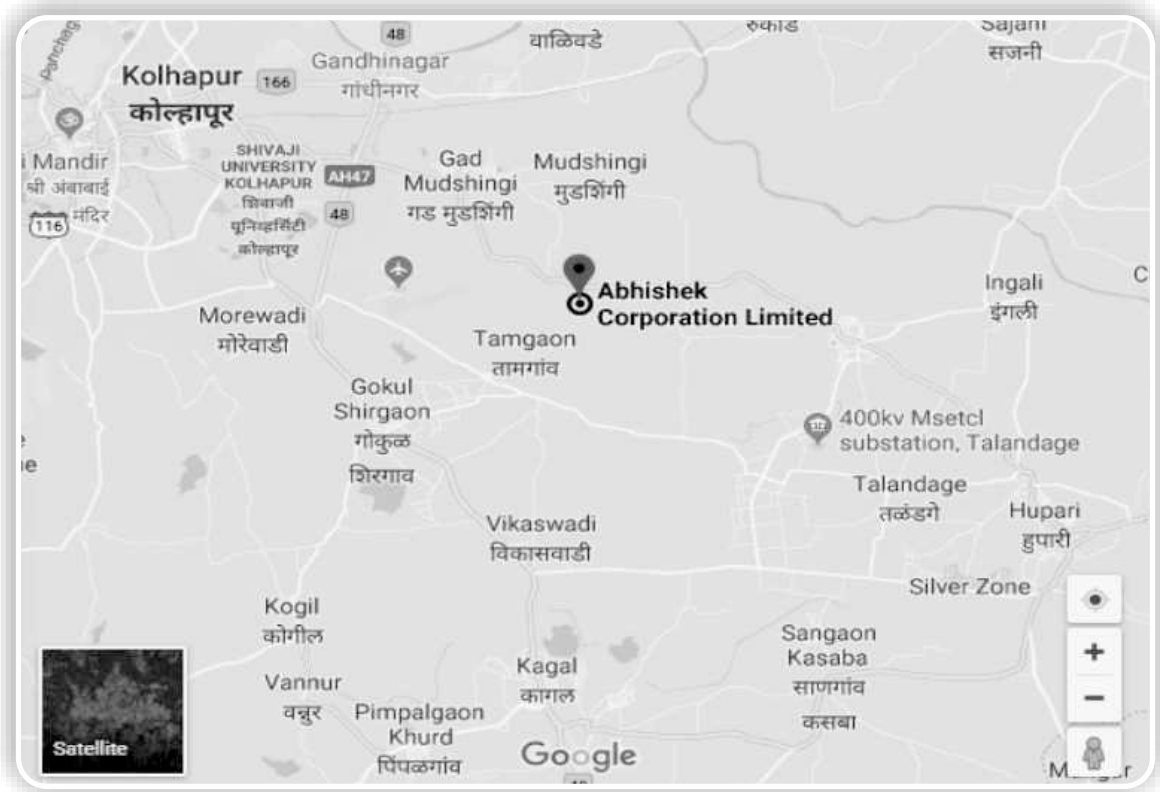 48
वाळिवडे
रुकडि
Sajani
सजनी
Gandhinagar
गांधीनगर
Kolhapur
कोल्हापूर
166
Panchag
i Mandir
श्री अंबाबाई
मंदिर
116
SHIVAJI
UNIVERSITY
KOLHAPUR
शिवाजी
यूनिव्हर्सिटी
कोल्हापूर
AH47
48
Gad
Mudshingi
गड मुडशिंगी
Mudshingi
मुडशिंगी
Abhishek
Corporation Limited
Ingali
इंगली
C
Morewadi
मोरेवाडी
Tamgaon
तामगांव
Gokul
Shirgaon
गोकुळ
शिरगाव
400kv Msetcl
substation, Talandage
Talandage
तळंडगे
Hupari
हुपारी
Vikaswadi
विकासवाडी
Silver Zone
Kogil
कोगील
Sangaon
Kasaba
साणगांव
कसबा
Kagal
कागल
Vannur
वन्नुर
Pimpalgaon
Khurd
पिंपळगांव
Satellite
Google
+
−